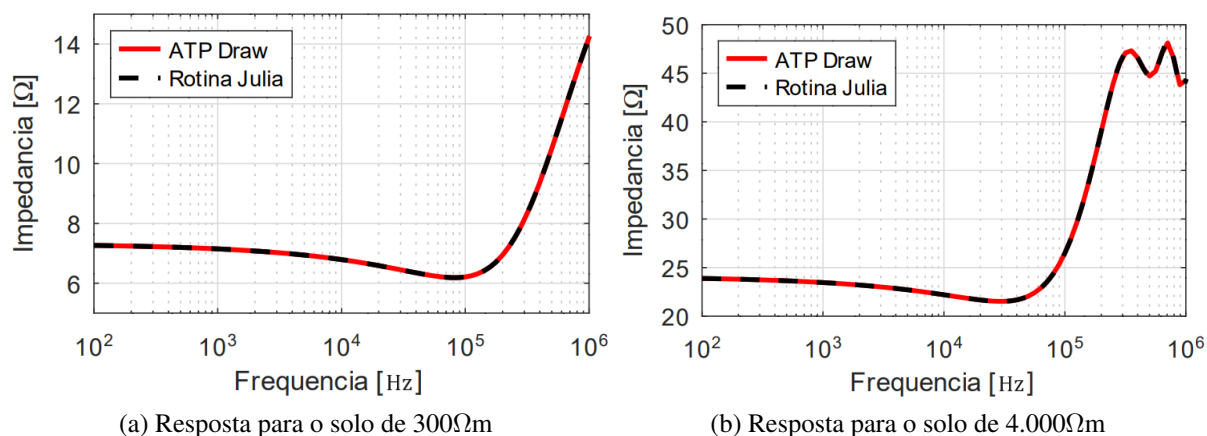 ATP Draw
Rotina Julia
Impedancia [Ω]
14
12
10
8
6
10²
10³
10⁴
10⁵
10⁶
Frequencia [Hz]
(a) Resposta para o solo de 300Ωm
ATP Draw
Rotina Julia
Impedancia [Ω]
50
45
40
35
30
25
20
10²
10³
10⁴
10⁵
10⁶
Frequencia [Hz]
(b) Resposta para o solo de 4.000Ωm